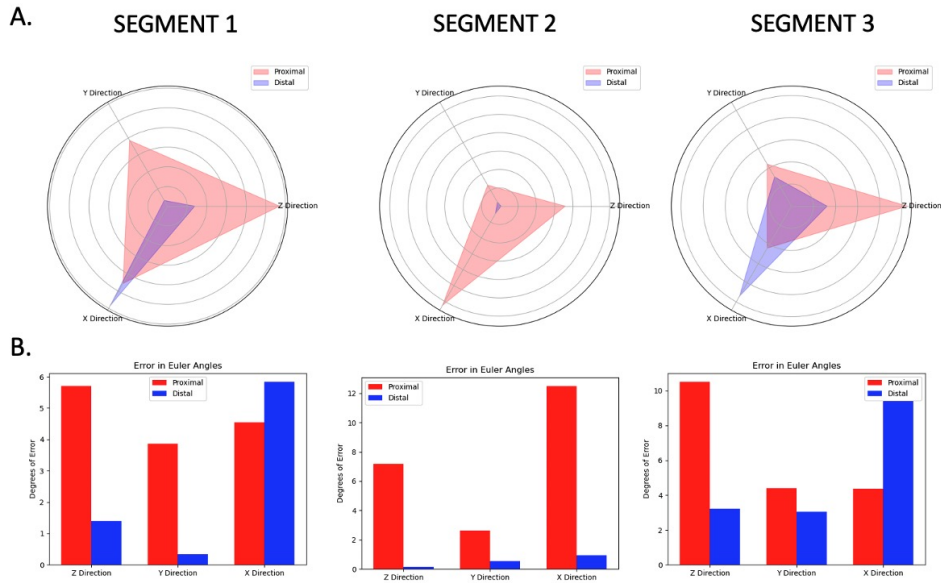 A.
SEGMENT 1
SEGMENT 2
SEGMENT 3
Proximal
Distal
Y Direction
Z Direction
X Direction
Proximal
Distal
Y Direction
Z Direction
X Direction
Proximal
Distal
Y Direction
Z Direction
X Direction
B.
Error in Euler Angles
Proximal
Distal
Degrees of Error
6
5
4
3
2
1
0
Z Direction
Y Direction
X Direction
Error in Euler Angles
Proximal
Distal
Degrees of Error
12
10
8
6
4
2
0
Z Direction
Y Direction
X Direction
Error in Euler Angles
Proximal
Distal
Degrees of Error
10
8
6
4
2
0
Z Direction
Y Direction
X Direction